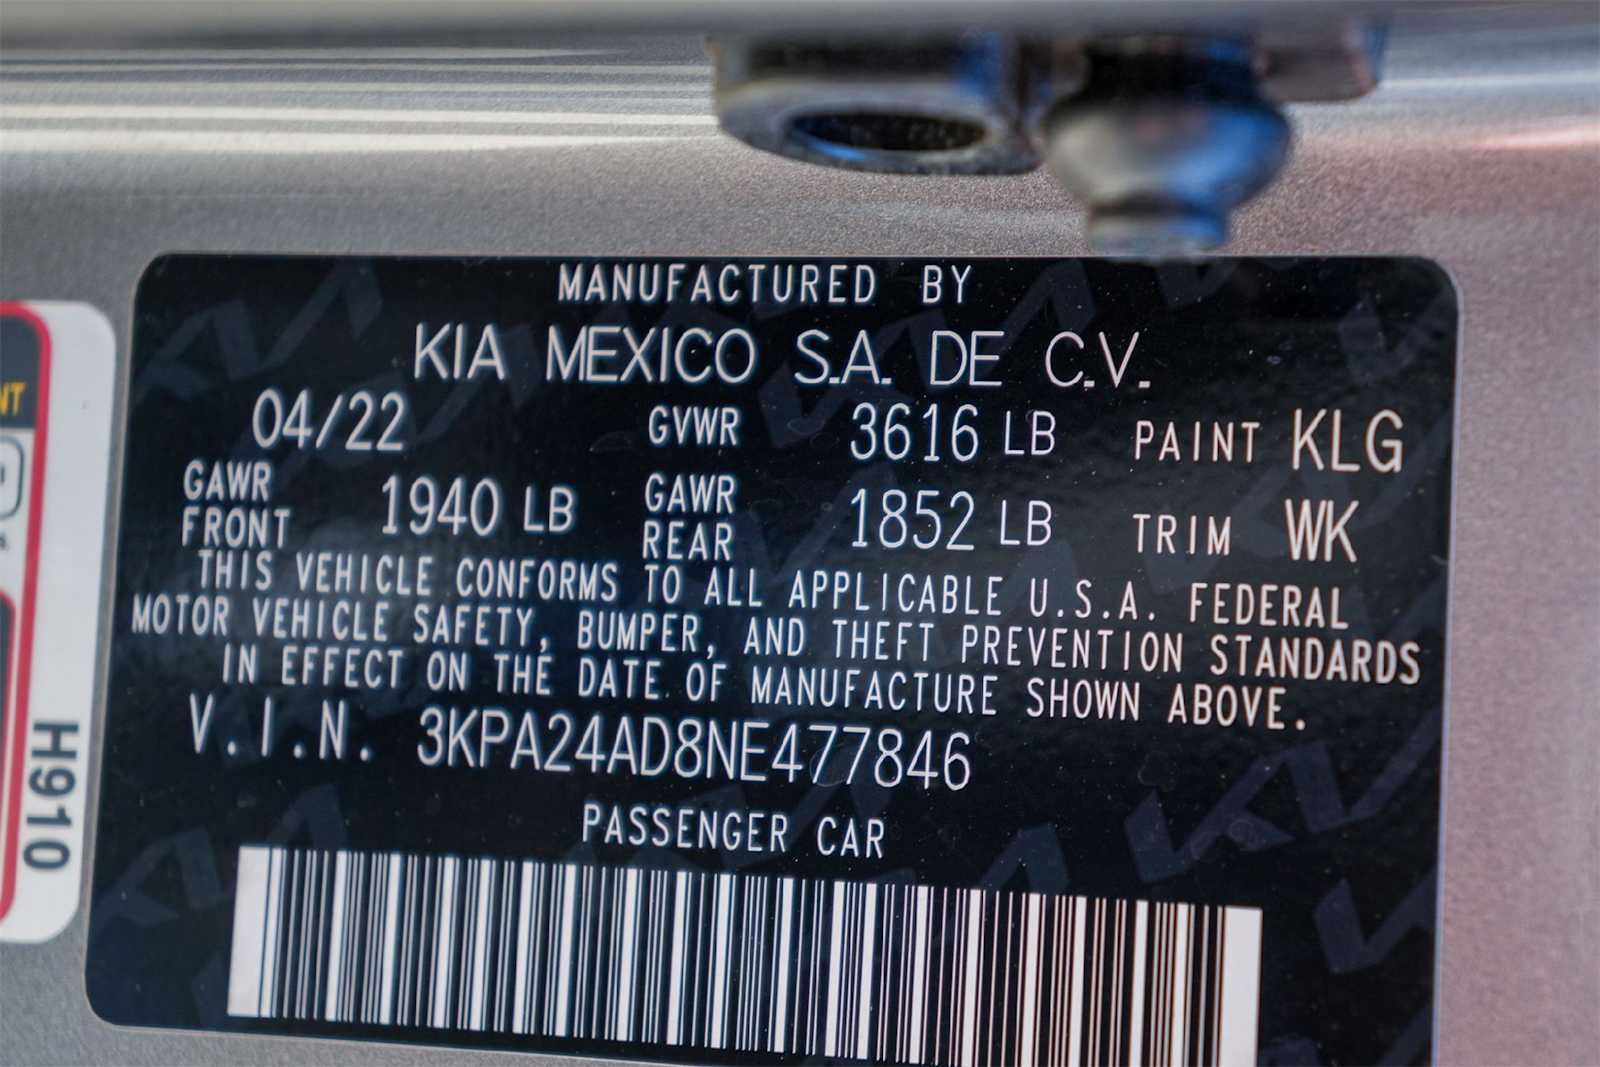 MANUFACTURED BY
KIA MEXICO S.A. DE C.V.
04/22 GVWR 3616 LB PAINT KLG
GAWR FRONT 1940 LB GAWR REAR 1852 LB TRIM WK
THIS VEHICLE CONFORMS TO ALL APPLICABLE U.S.A. FEDERAL
MOTOR VEHICLE SAFETY, BUMPER, AND THEFT PREVENTION STANDARDS
IN EFFECT ON THE DATE OF MANUFACTURE SHOWN ABOVE.
V.I.N. 3KPA24AD8NE477846
PASSENGER CAR
H910
NT